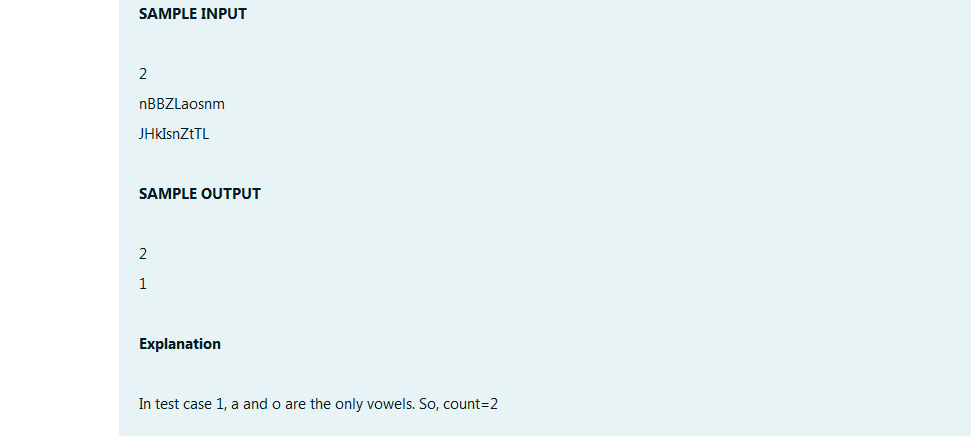 SAMPLE INPUT
2
nBBZLaosnm
JHkIsnZtTL
SAMPLE OUTPUT
2
1
Explanation
In test case 1, a and o are the only vowels. So, count=2